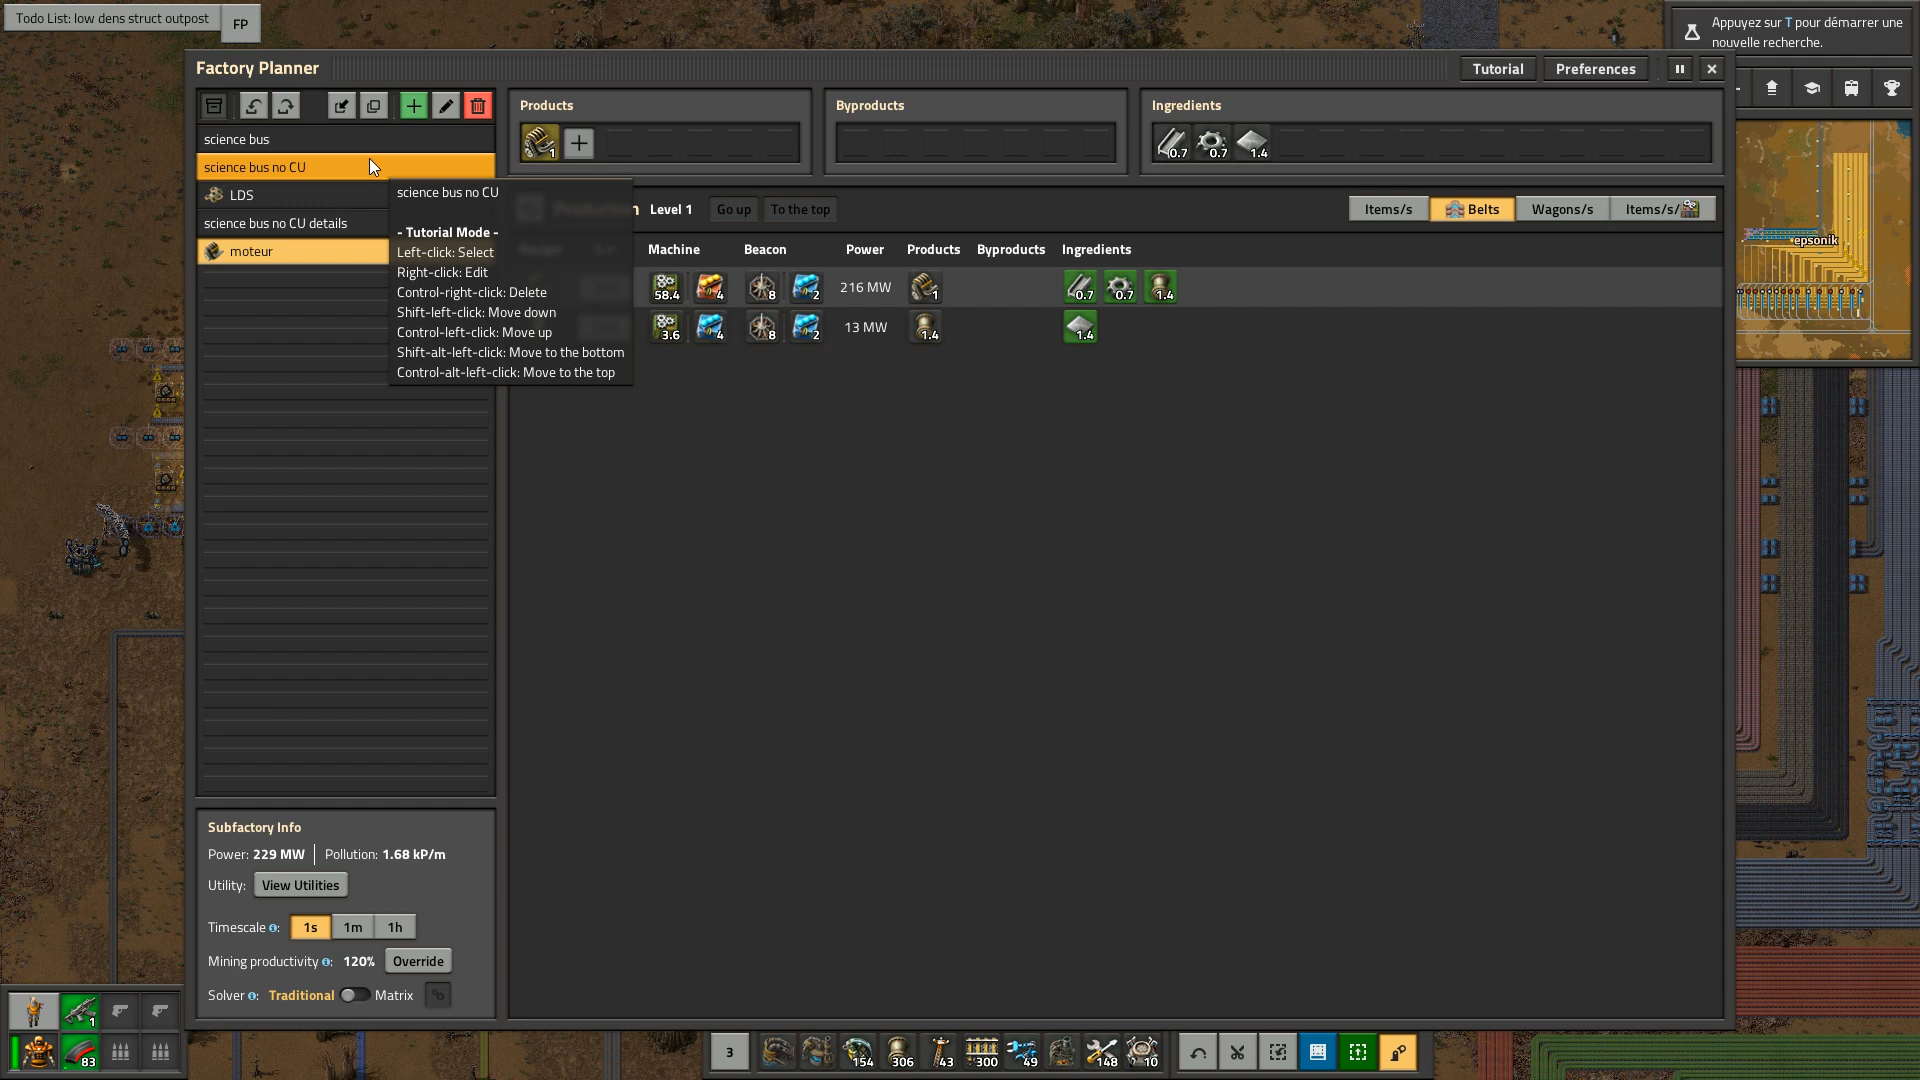 Todo List: low dens struct outpost
FP
Appuyez sur T pour démarrer une
nouvelle recherche.
Factory Planner
Tutorial
Preferences
Products
Byproducts
Ingredients
science bus
1
0.7
0.7
1.4
science bus no CU
LDS
science bus no CU details
moteur
science bus no CU
- Tutorial Mode -
Left-click: Select
Right-click: Edit
Control-right-click: Delete
Shift-left-click: Move down
Control-left-click: Move up
Shift-alt-left-click: Move to the bottom
Control-alt-left-click: Move to the top
Production
Level 1
Go up
To the top
Items/s
Belts
Wagons/s
Items/s/
Machine
Beacon
Power
Products
Byproducts
Ingredients
58.4
4
8
2
216 MW
1
0.7
0.7
1.4
3.6
4
8
2
13 MW
1.4
1.4
epsonik
Subfactory Info
Power: 229 MW
Pollution: 1.68 kP/m
Utility:
View Utilities
Timescale
:
1s
1m
1h
Mining productivity
:
120%
Override
Solver
:
Traditional
Matrix
1
83
3
154
306
43
300
49
148
10